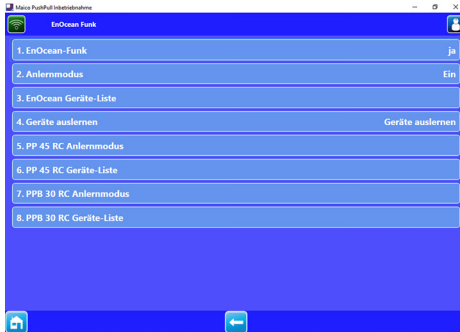 Maico PushPull Inbetriebnahme
EnOcean Funk
1. EnOcean-Funk ja
2. Anlernmodus Ein
3. EnOcean Geräte-Liste
4. Geräte auslernen Geräte auslernen
5. PP 45 RC Anlernmodus
6. PP 45 RC Geräte-Liste
7. PPB 30 RC Anlernmodus
8. PPB 30 RC Geräte-Liste